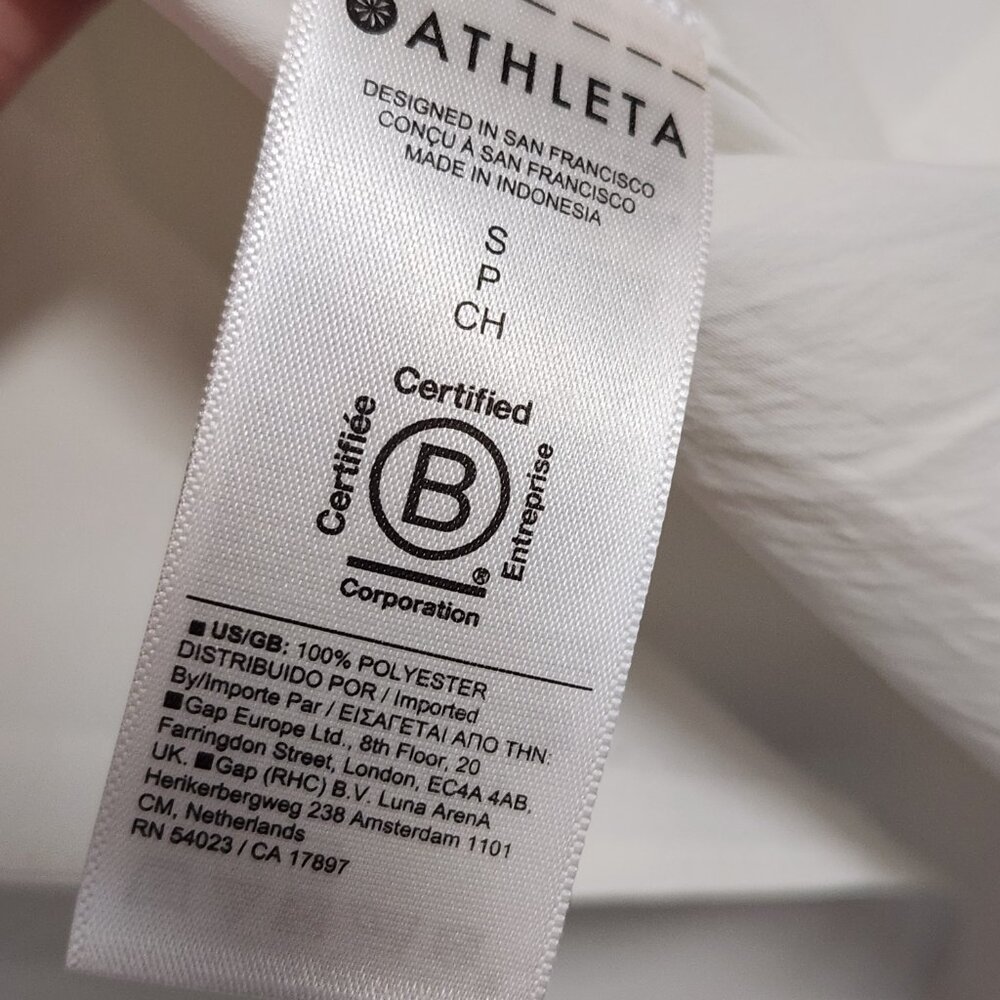 ATHLETA
DESIGNED IN SAN FRANCISCO
CONÇU À SAN FRANCISCO
MADE IN INDONESIA
S
P
CH
Certified
Certifiée
B
Entreprise
®
Corporation
US/GB: 100% POLYESTER
DISTRIBUIDO POR / Imported
By/Importe Par / ΕΙΣΑΓΕΤΑΙ ΑΠΟ ΤΗΝ:
Gap Europe Ltd., 8th Floor, 20
Farringdon Street, London, EC4A 4AB,
UK. Gap (RHC) B.V. Luna ArenA
Herikerbergweg 238 Amsterdam 1101
CM, Netherlands
RN 54023 / CA 17897